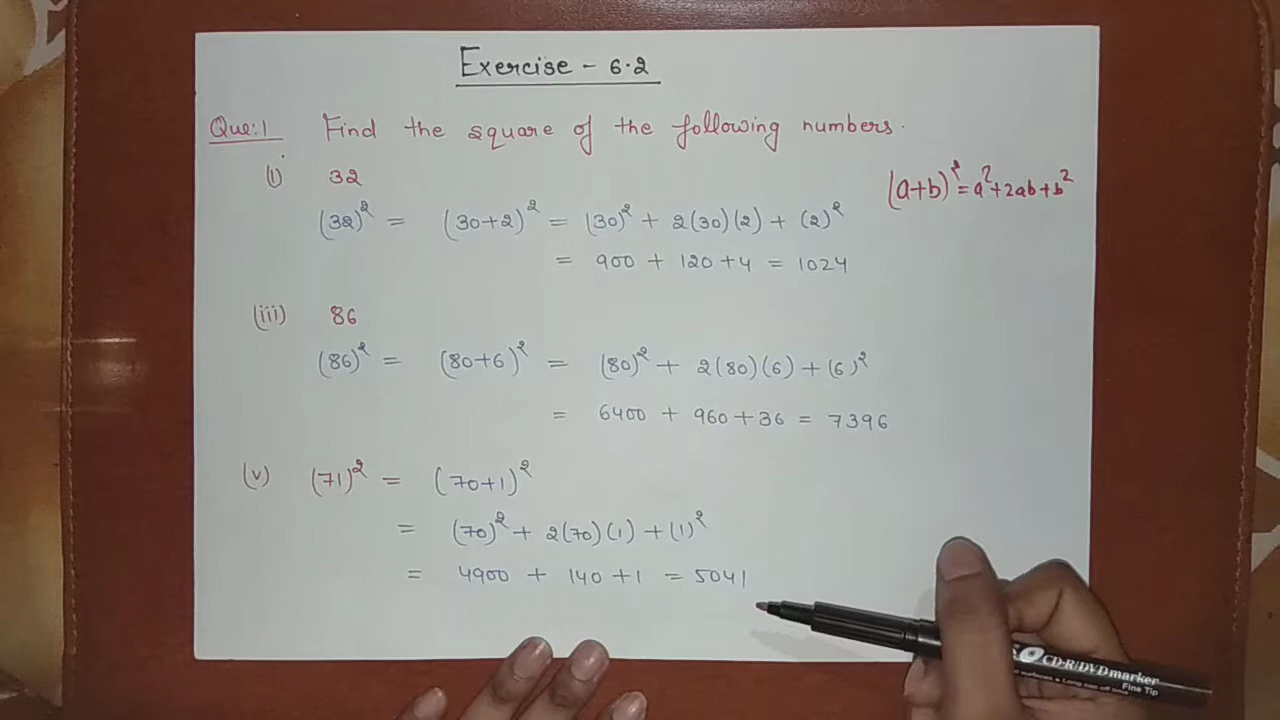 Exercise - 6.2
Que:1 Find the square of the following numbers.
(i) 32
(a+b)² = a² + 2ab + b²
(32)² = (30+2)² = (30)² + 2(30)(2) + (2)²
= 900 + 120 + 4 = 1024
(iii) 86
(86)² = (80+6)² = (80)² + 2(80)(6) + (6)²
= 6400 + 960 + 36 = 7396
(v) (71)² = (70+1)²
= (70)² + 2(70)(1) + (1)²
= 4900 + 140 + 1 = 5041
CD-R/DVD marker
Fine Tip